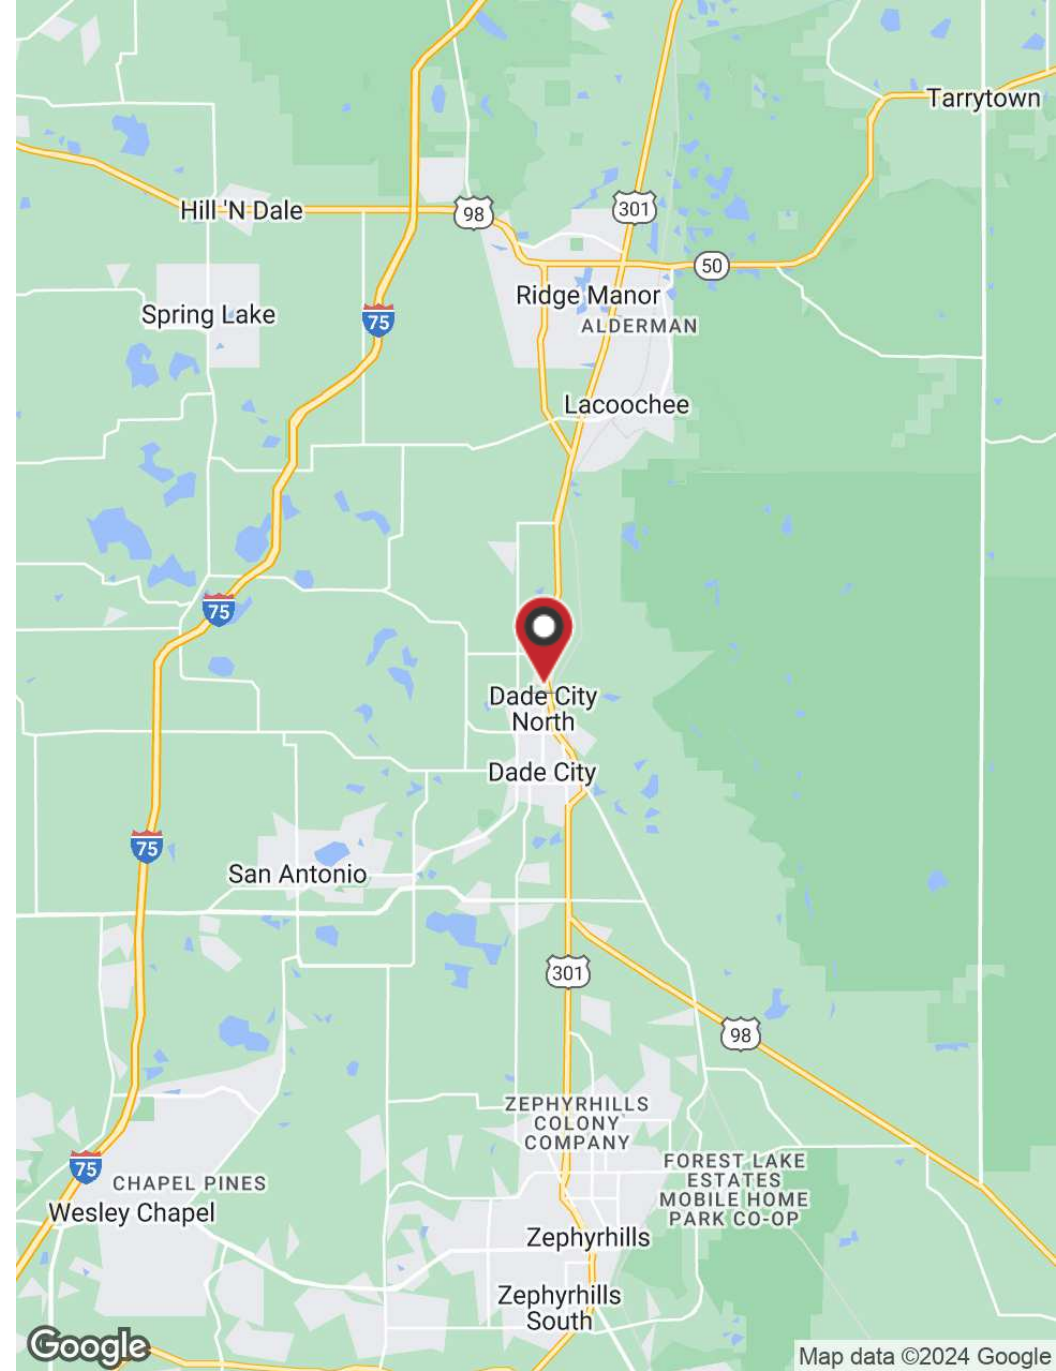 Tarrytown
Hill 'N Dale
98
301
50
Ridge Manor
Spring Lake
75
ALDERMAN
Lacoochee
75
Dade City
North
Dade City
75
San Antonio
301
98
ZEPHYRHILLS
COLONY
COMPANY
FOREST LAKE
ESTATES
MOBILE HOME
PARK CO-OP
75
CHAPEL PINES
Wesley Chapel
Zephyrhills
Zephyrhills
South
Google
Map data ©2024 Google